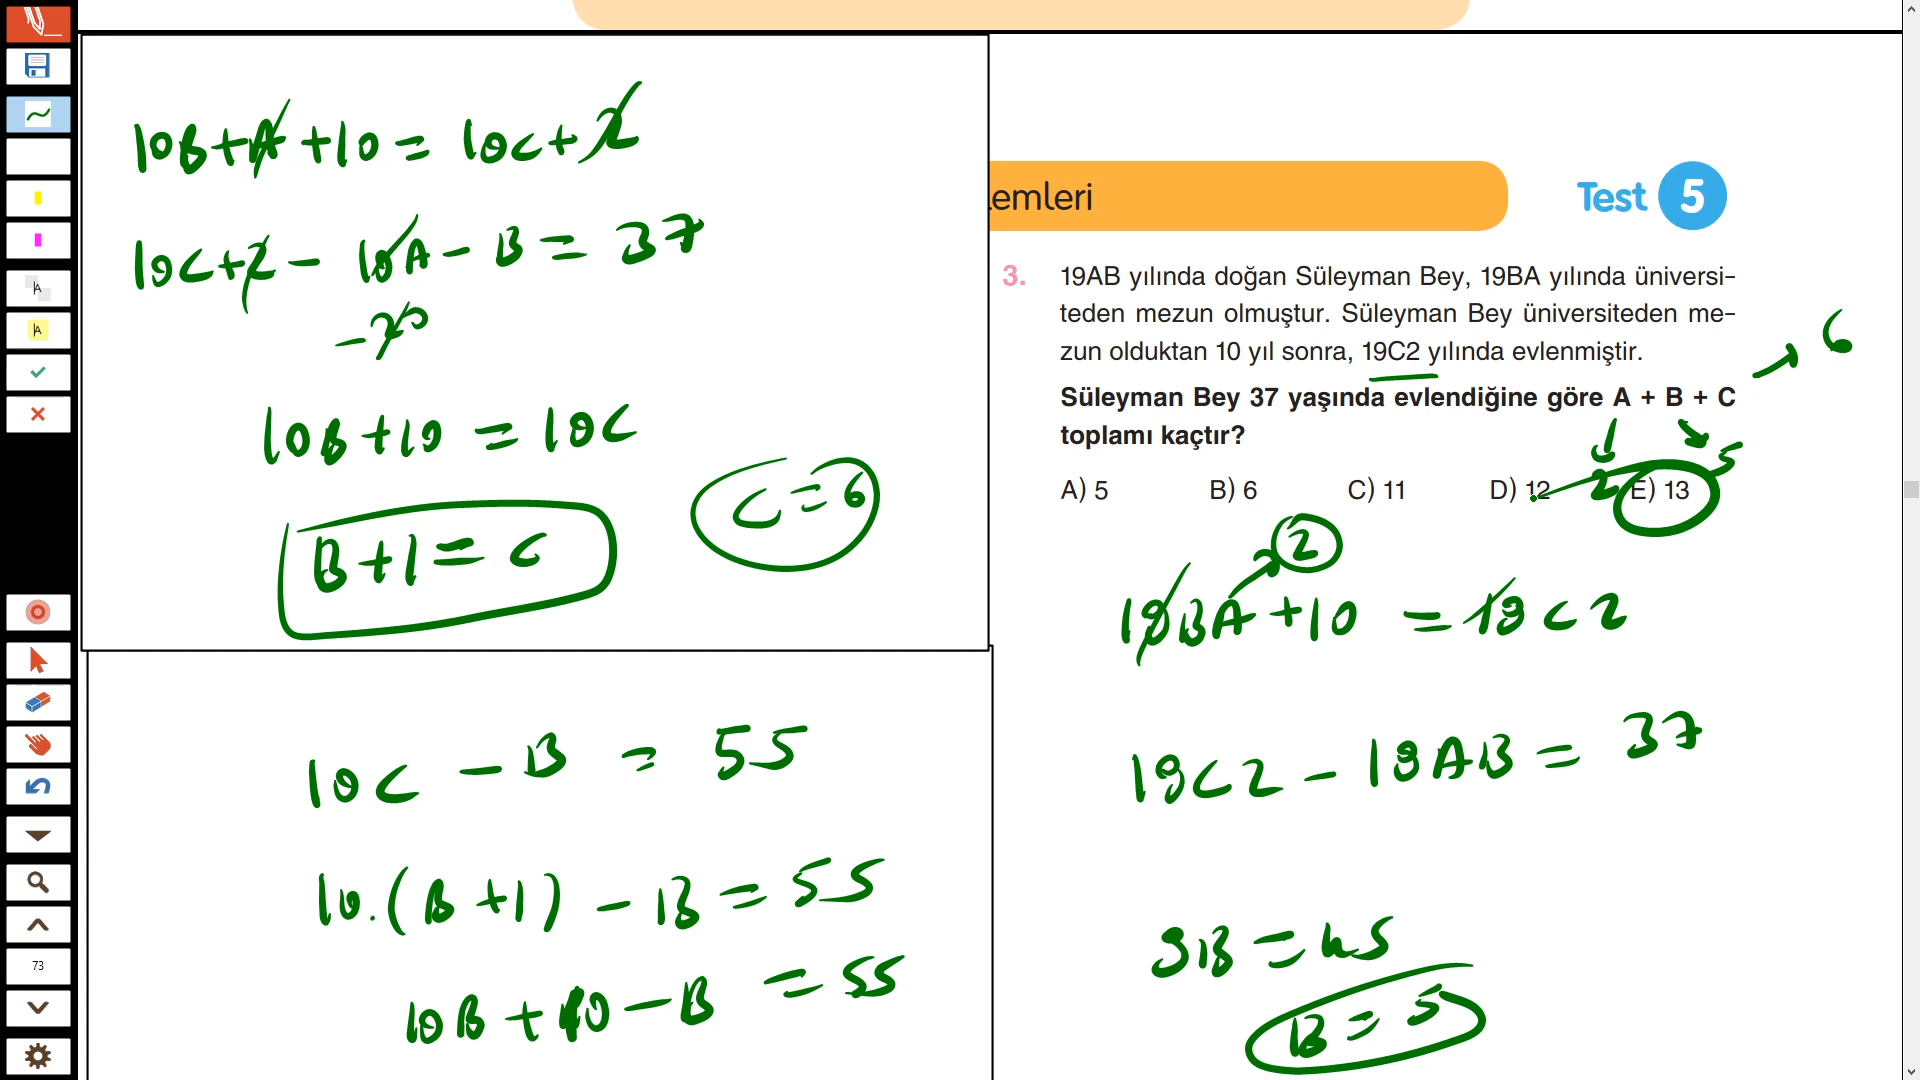 10B+A+10=10C+2
10C+2-10A-B=37
-20
10B+10=10C
B+1=C
C=6
10C-B=55
10.(B+1)-B=55
10B+10-B=55
emleri
Test 5
3. 19AB yılında doğan Süleyman Bey, 19BA yılında üniversi-
teden mezun olmuştur. Süleyman Bey üniversiteden me-
zun olduktan 10 yıl sonra, 19C2 yılında evlenmiştir.
6
Süleyman Bey 37 yaşında evlendiğine göre A + B + C
toplamı kaçtır?
2 5
A) 5 B) 6 C) 11 D) 12 E) 13
2
19BA+10=19C2
19C2-19AB=37
9B=45
B=5
73